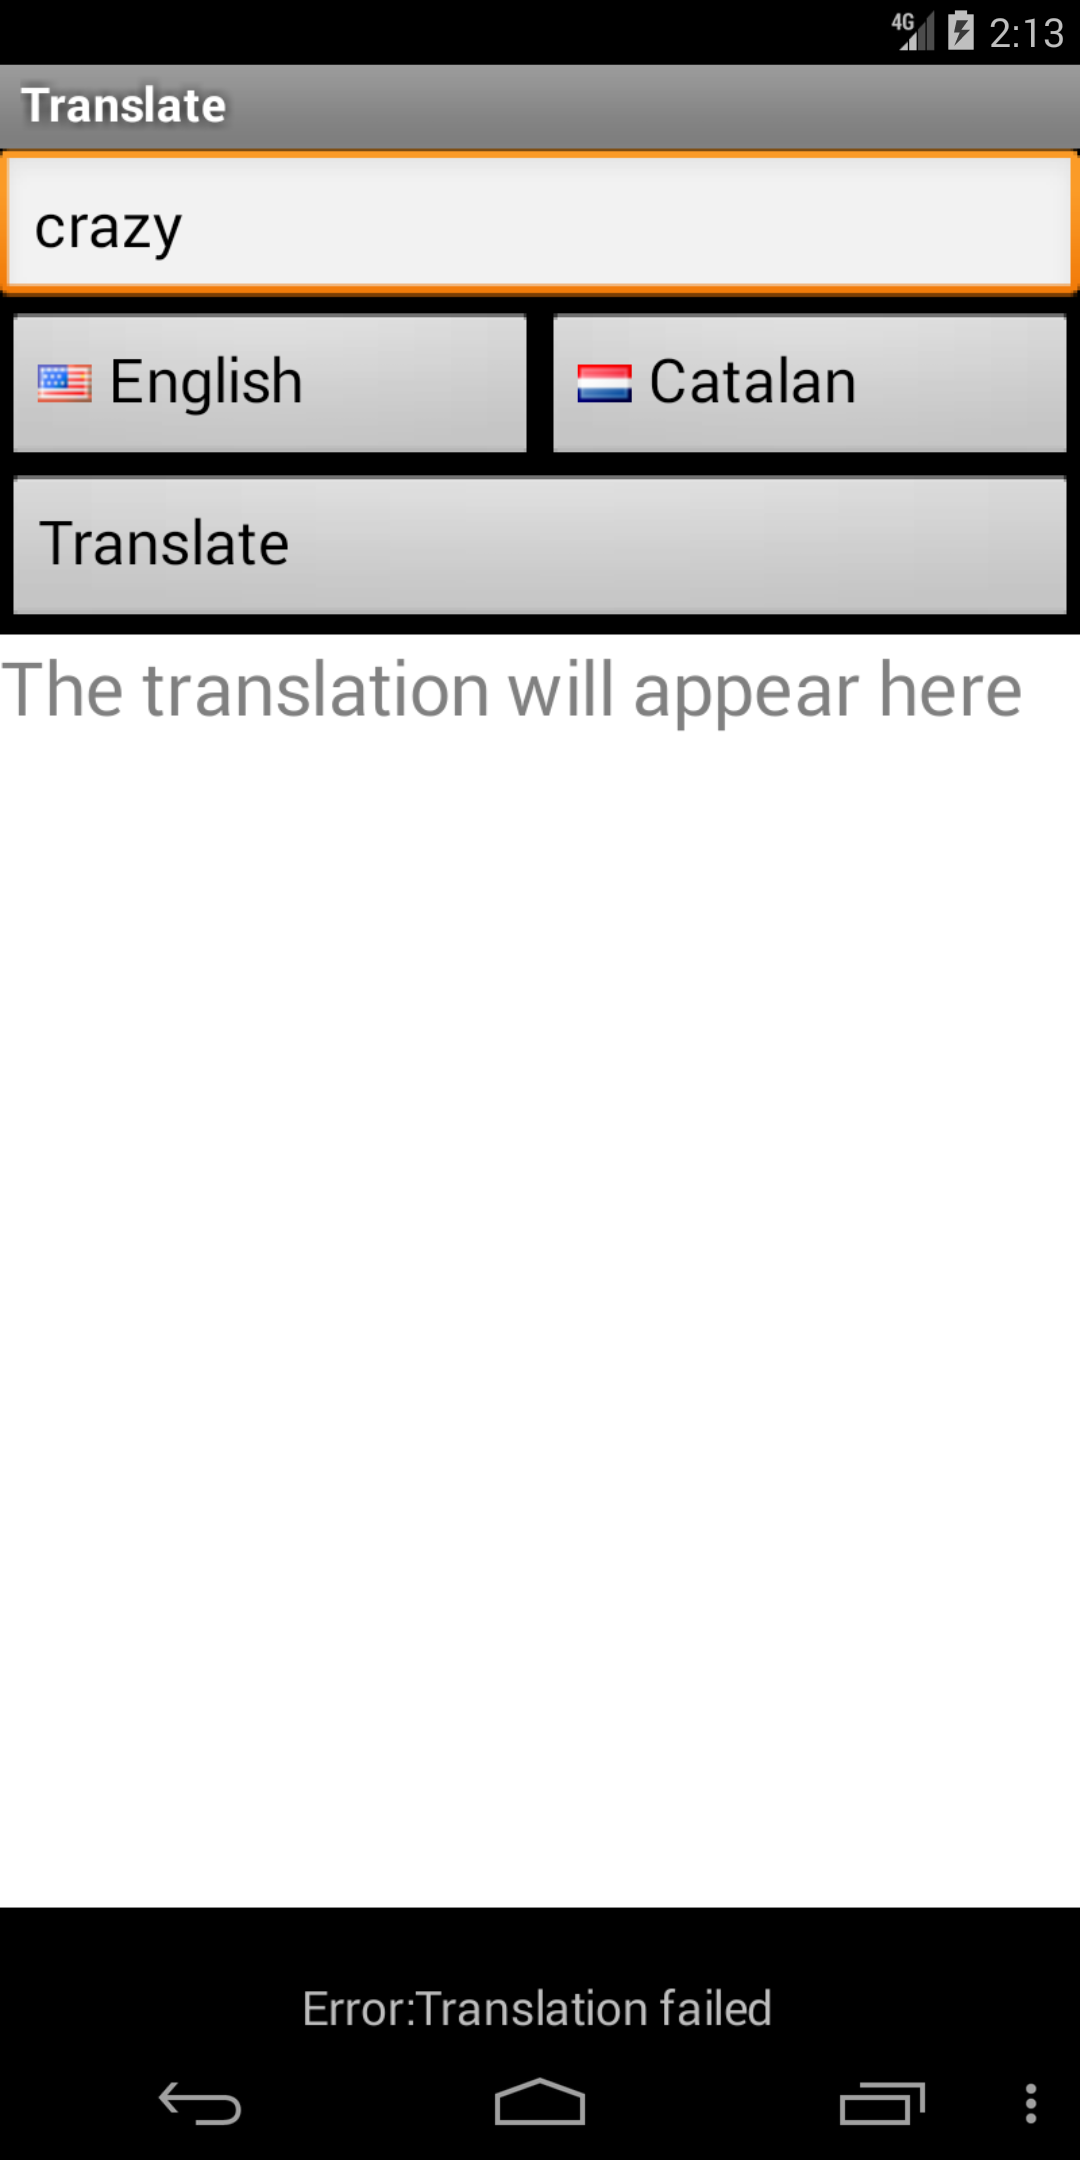 4G 2:13
Translate
crazy
English Catalan
Translate
The translation will appear here
Error:Translation failed